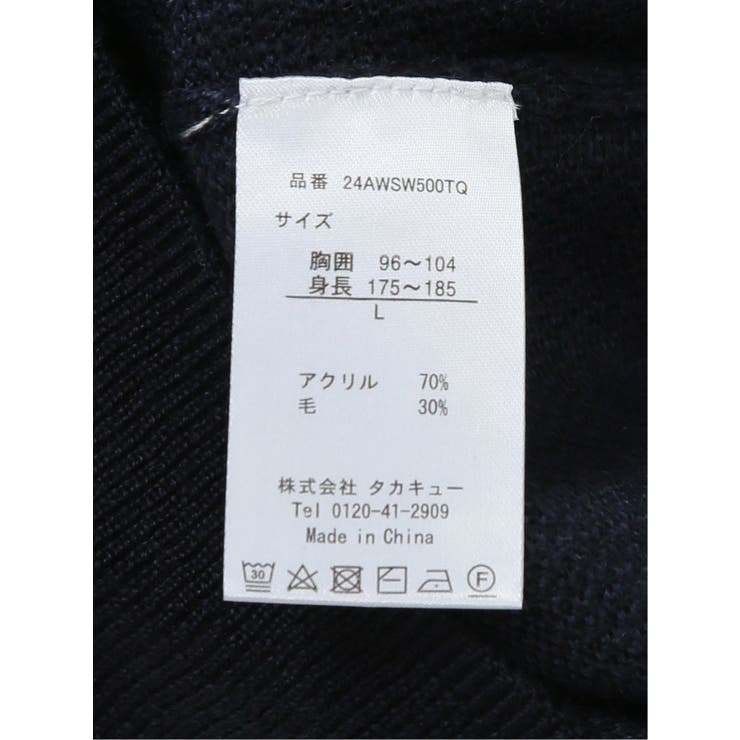 品番 24AWSW500TQ
サイズ
胸囲 96～104
身長 175～185
L
アクリル 70%
毛 30%
株式会社 タカキュー
Tel 0120-41-2909
Made in China
30
F